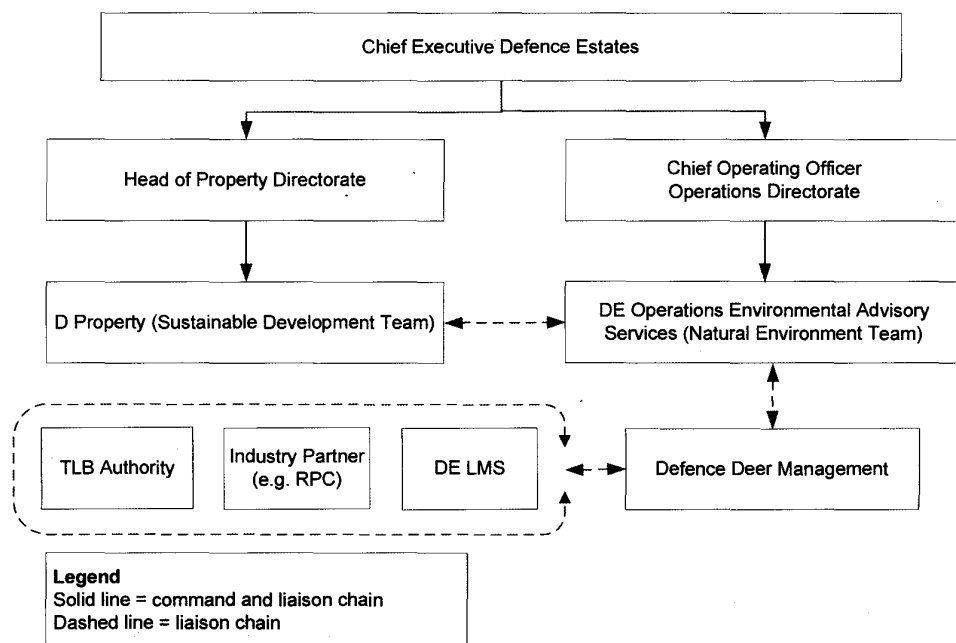 Chief Executive Defence Estates
Head of Property Directorate
Chief Operating Officer
Operations Directorate
D Property (Sustainable Development Team)
DE Operations Environmental Advisory
Services (Natural Environment Team)
TLB Authority
Industry Partner
(e.g. RPC)
DE LMS
Defence Deer Management
Legend
Solid line = command and liaison chain
Dashed line = liaison chain